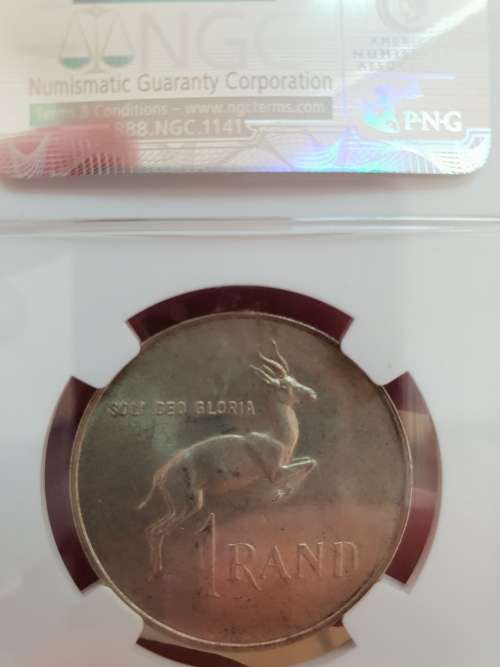 NGC
Numismatic Guaranty Corporation
Terms & Conditions – www.ngcterms.com
888.NGC.1141
PNG
SOLI DEO GLORIA
1 RAND